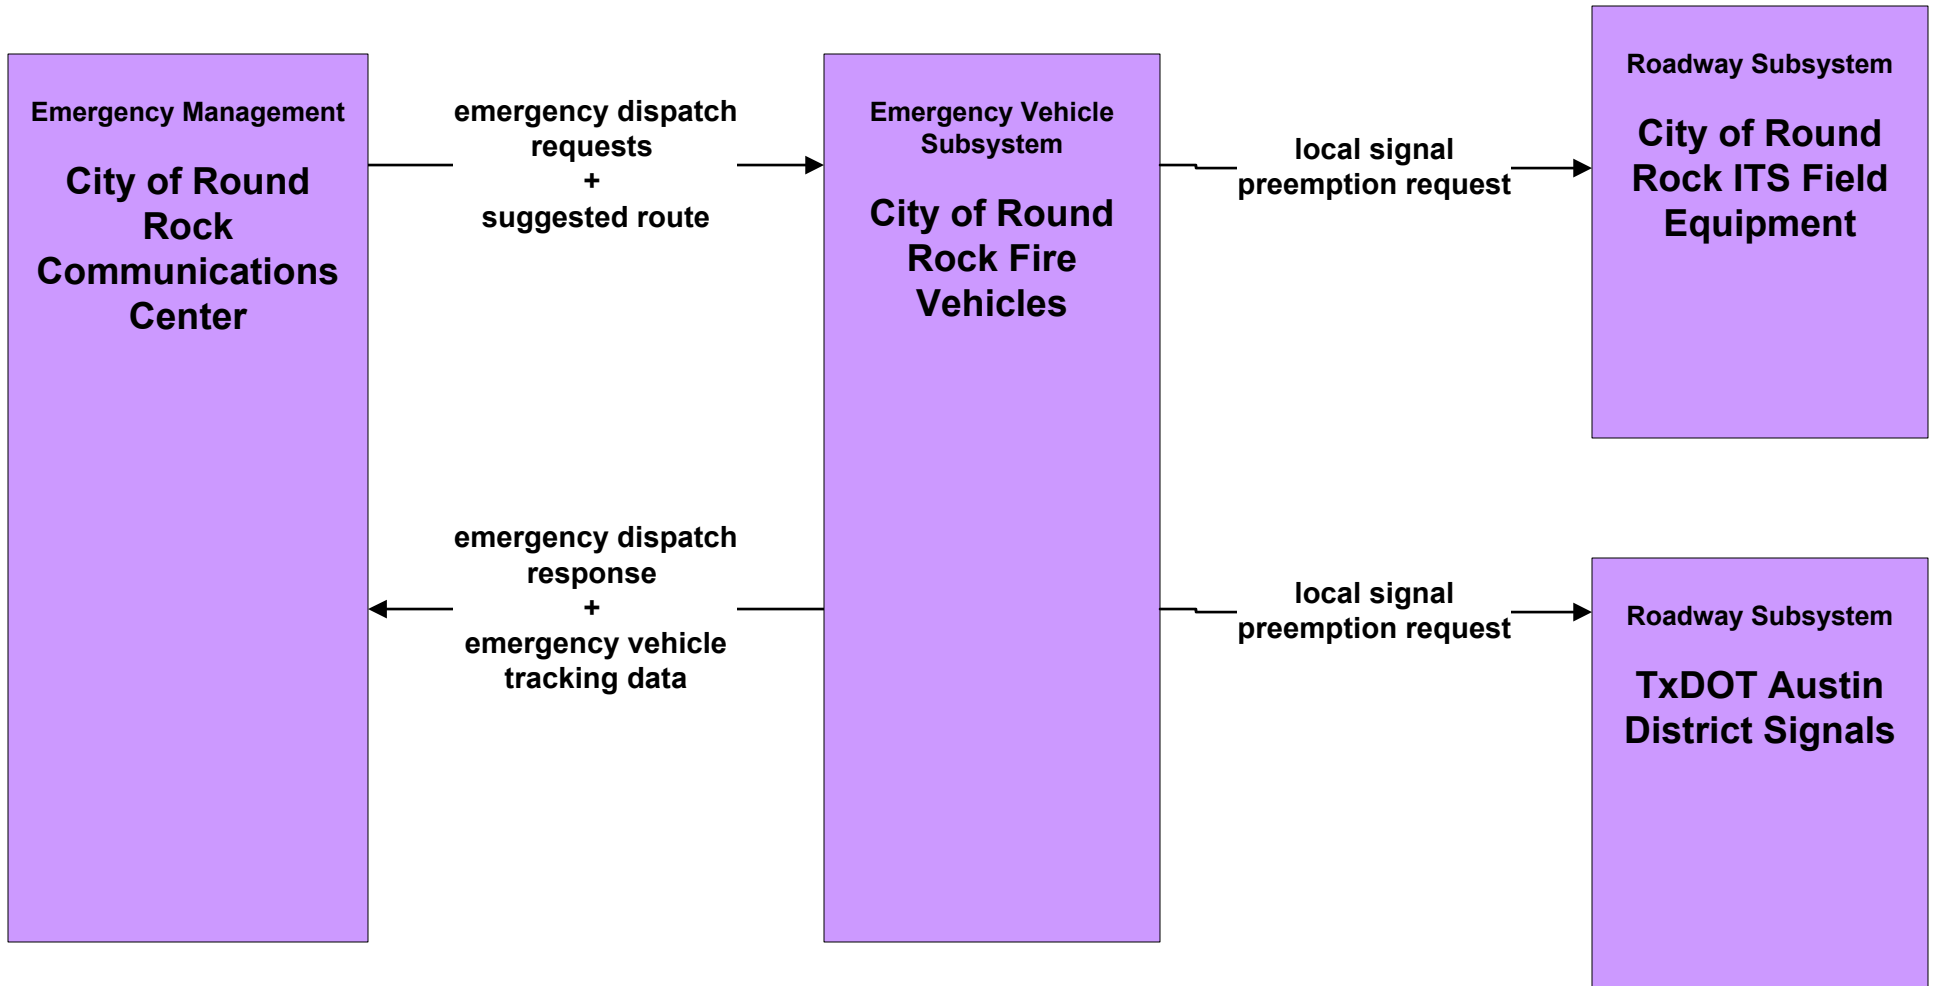 Emergency Management
City of Round
Rock
Communications
Center
emergency dispatch
requests
+
suggested route
emergency dispatch
response
+
emergency vehicle
tracking data
Emergency Vehicle
Subsystem
City of Round
Rock Fire
Vehicles
local signal
preemption request
local signal
preemption request
Roadway Subsystem
City of Round
Rock ITS Field
Equipment
Roadway Subsystem
TxDOT Austin
District Signals